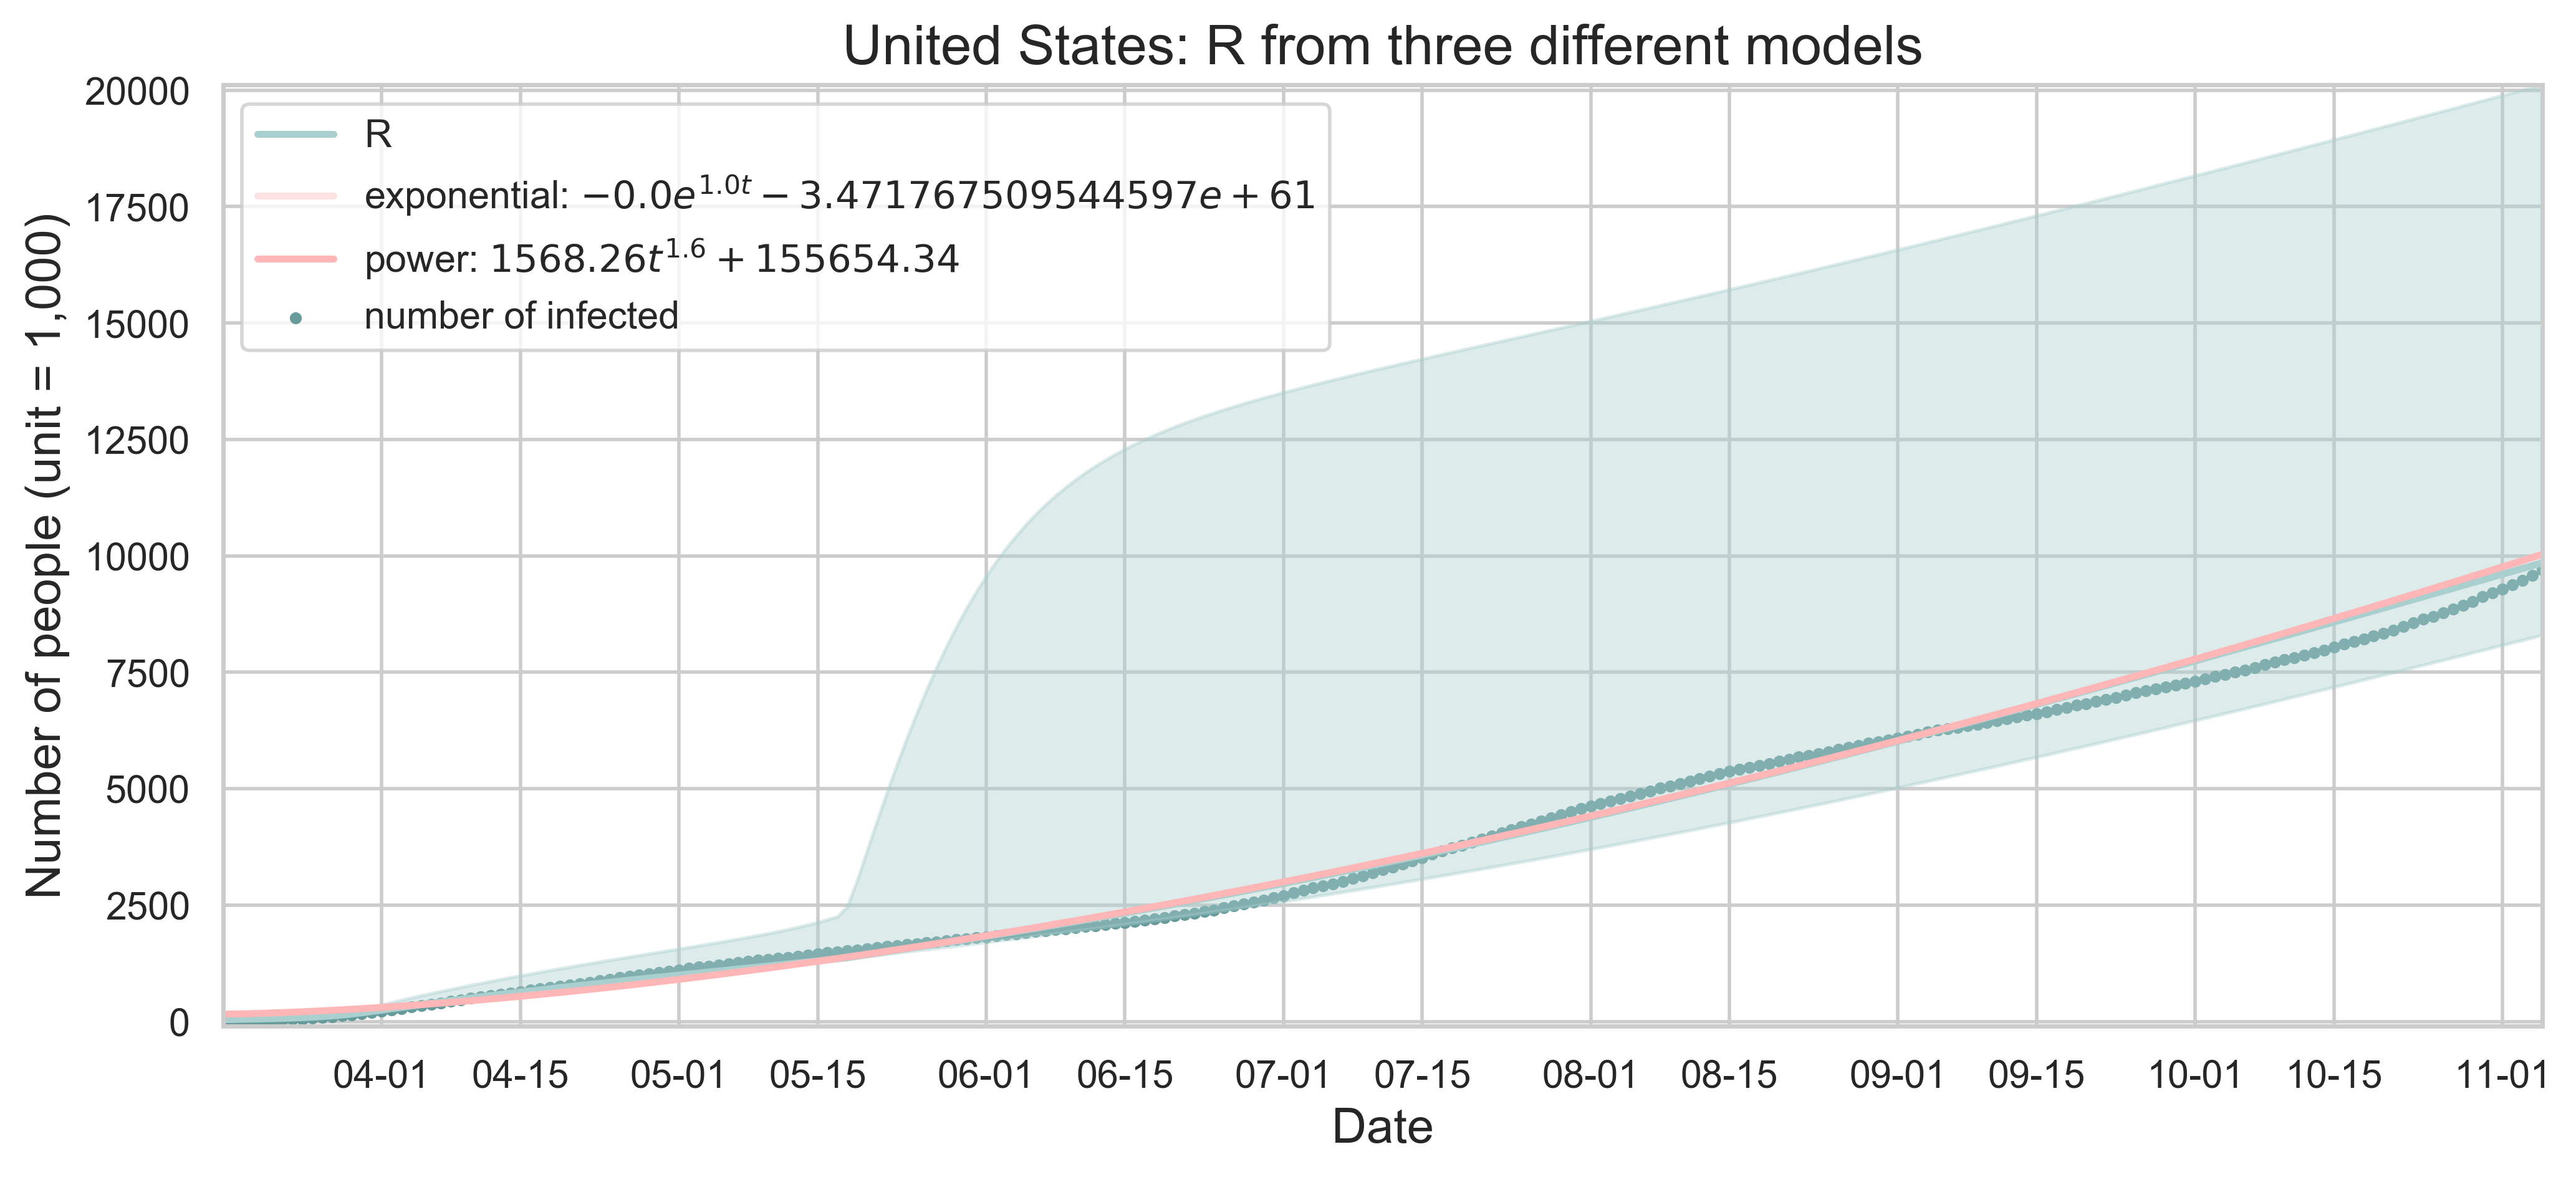 United States: R from three different models
20000
17500
15000
12500
10000
7500
5000
2500
0
Number of people (unit = 1,000)
R
exponential: −0.0e^{1.0t} − 3.4717675095445​97e + 61
power: 1568.26t^{1.6} + 155654.34
number of infected
04-01 04-15 05-01 05-15 06-01 06-15 07-01 07-15 08-01 08-15 09-01 09-15 10-01 10-15 11-01
Date